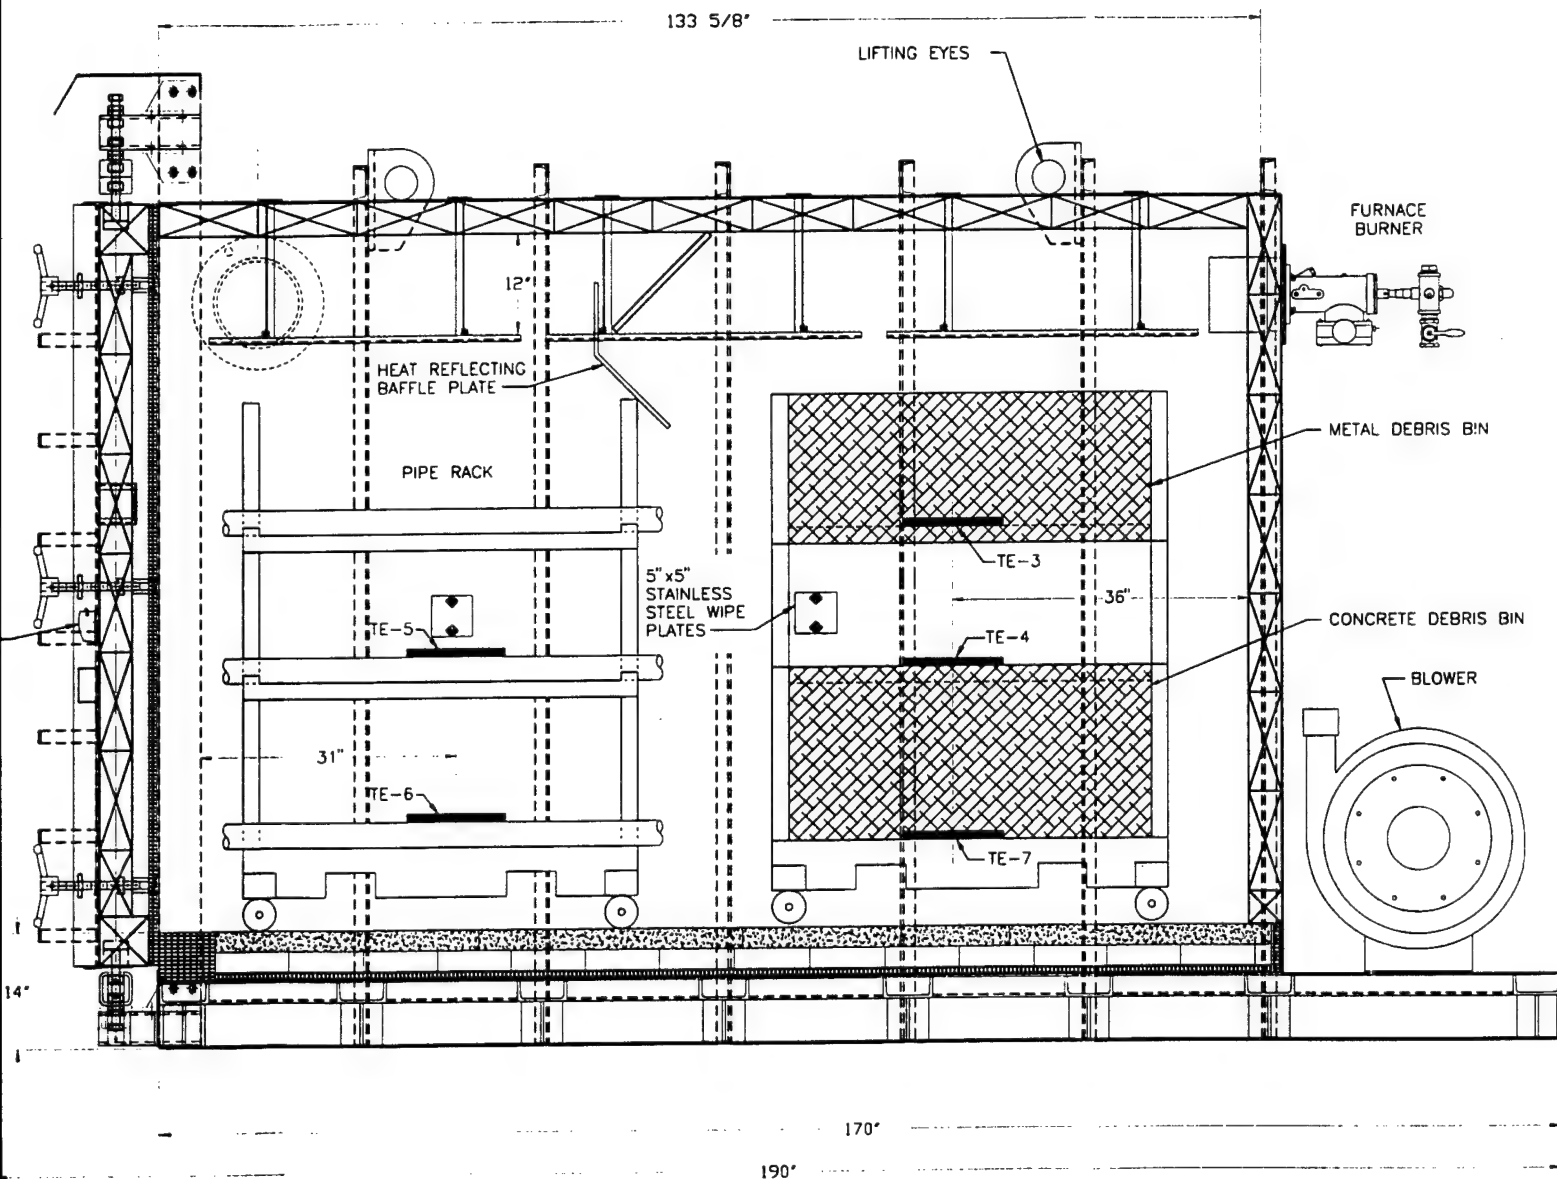 133 5/8"
LIFTING EYES
FURNACE
BURNER
12"
HEAT REFLECTING
BAFFLE PLATE
METAL DEBRIS BIN
PIPE RACK
TE-3
5"x5"
STAINLESS
STEEL WIPE
PLATES
36"
TE-5
TE-4
CONCRETE DEBRIS BIN
BLOWER
31"
TE-6
TE-7
14"
170"
190"